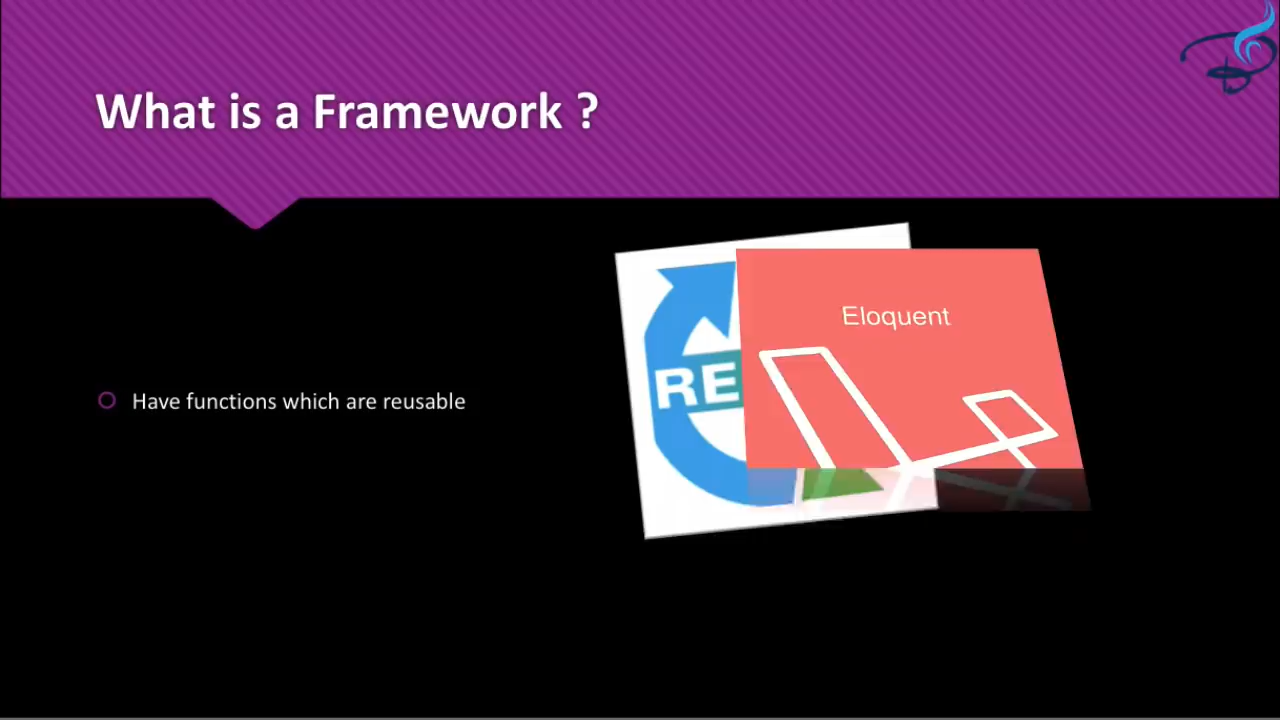 What is a Framework ?
Eloquent
RE
Have functions which are reusable